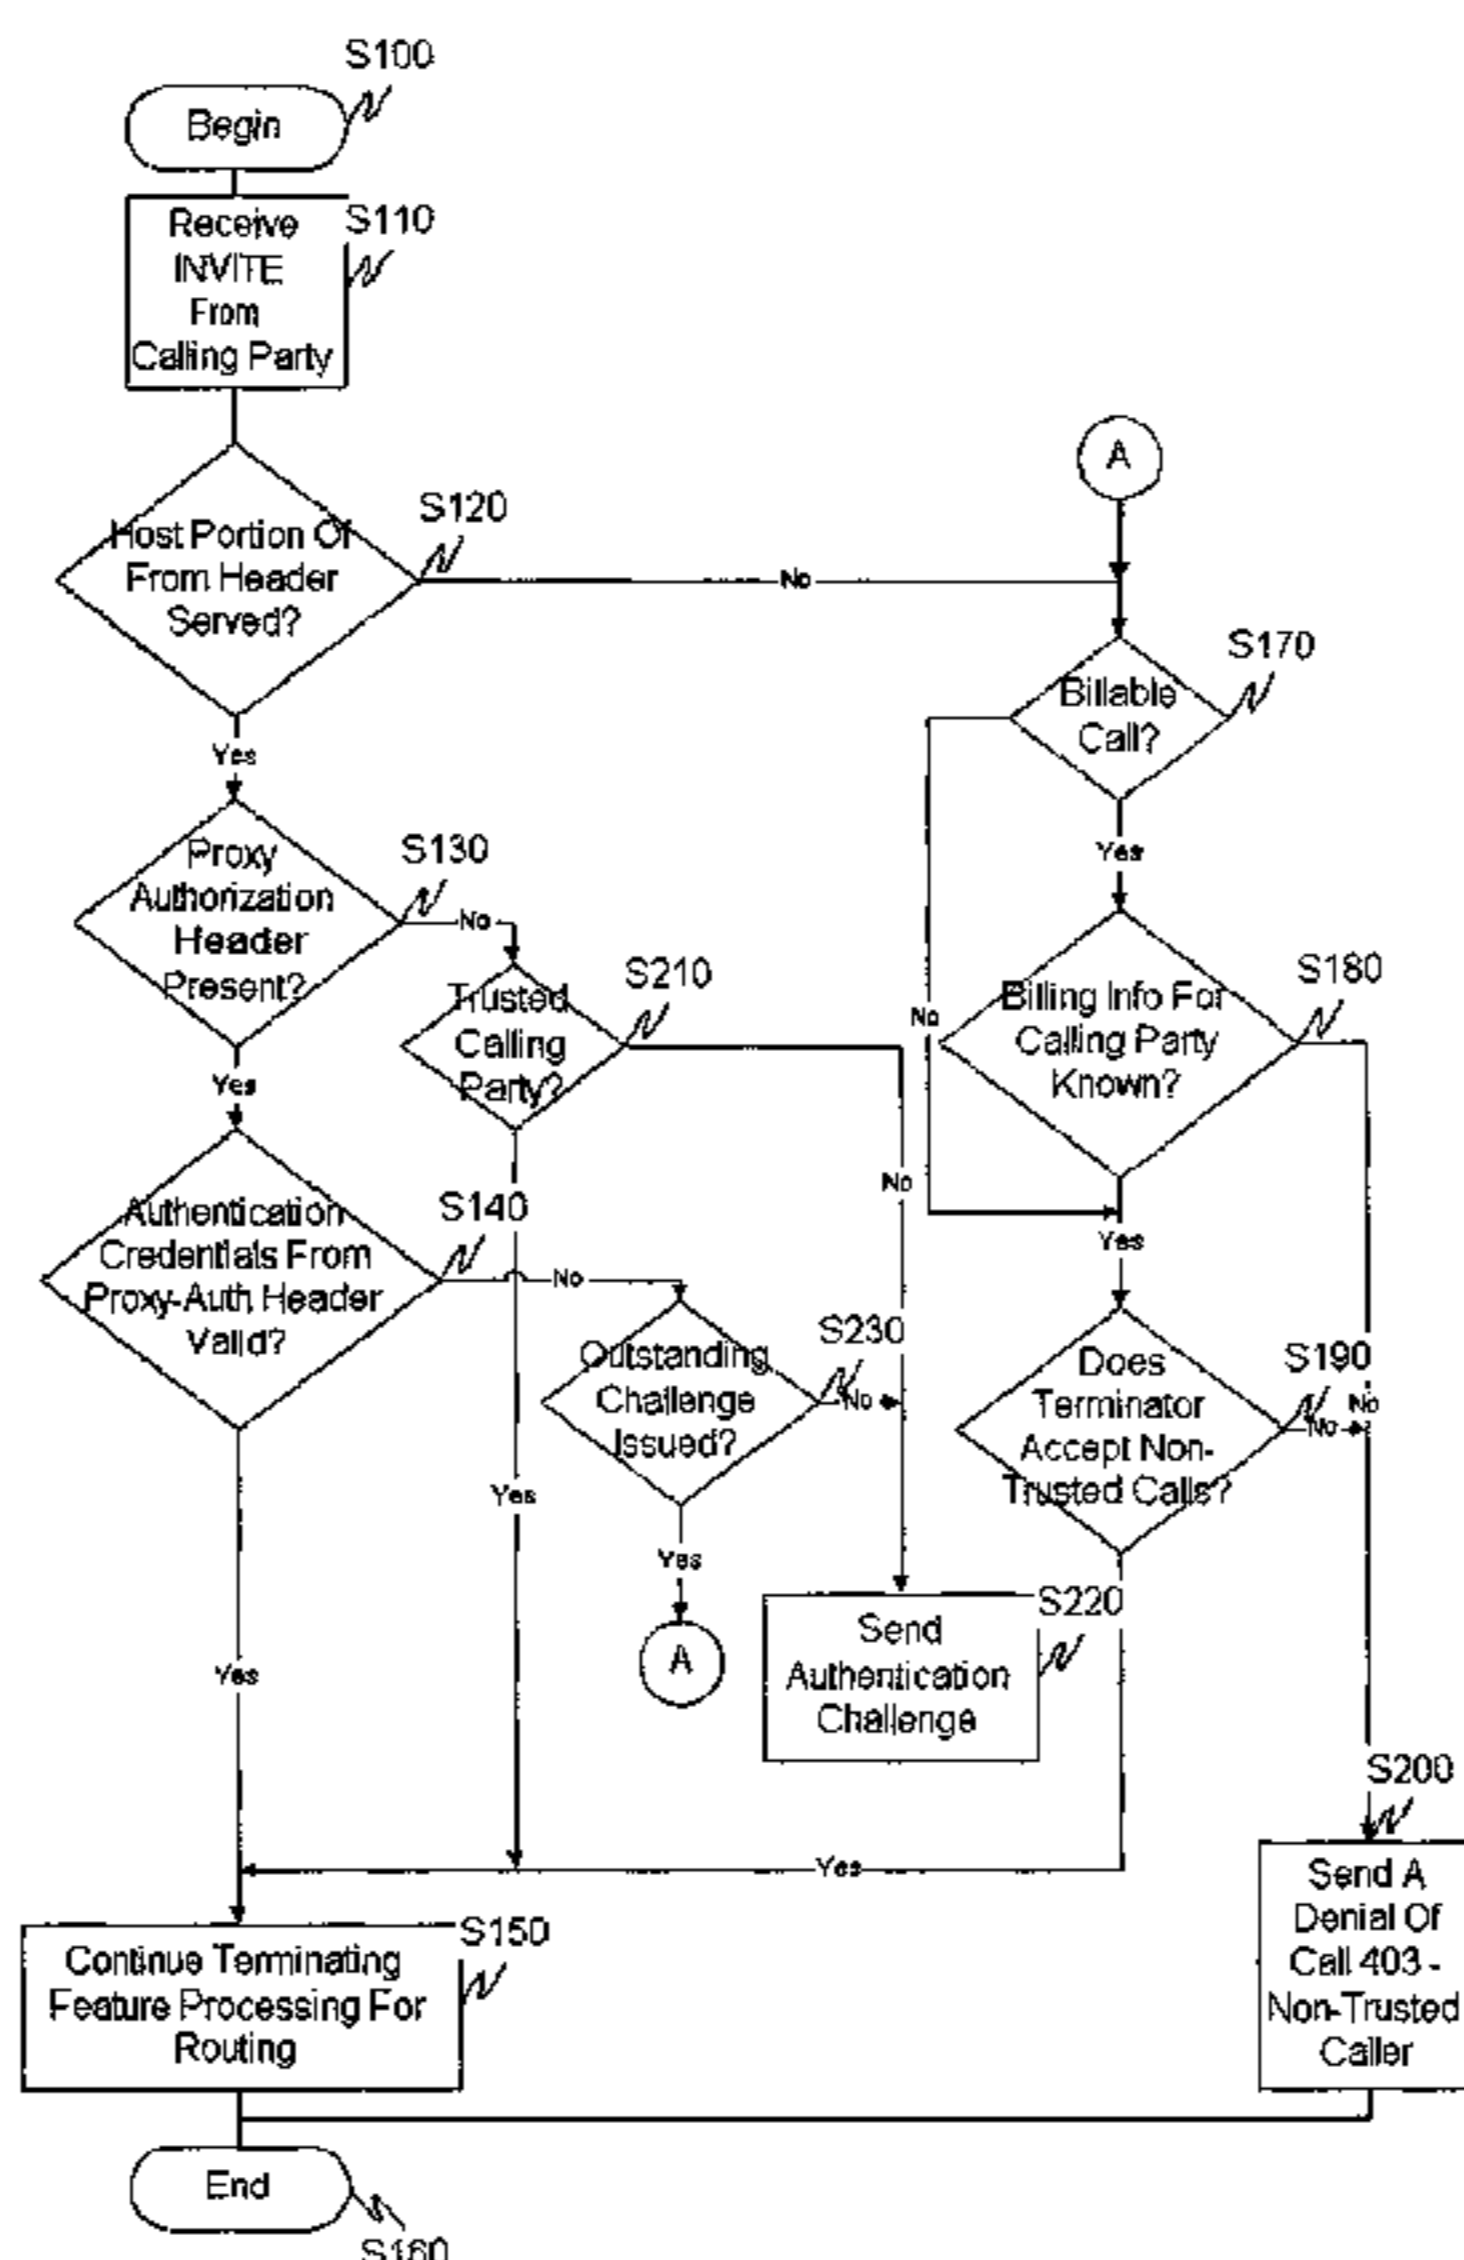 S100
Begin
S110
Receive
INVITE
From
Calling Party
A
S120
Host Portion Of
From Header
Served?
No
S170
Billable
Call?
Yes
Yes
S130
Proxy
Authorization
Header
Present?
No
S210
Trusted
Calling
Party?
S180
Billing Info For
Calling Party
Known?
No
Yes
No
Yes
S140
Authentication
Credentials From
Proxy-Auth Header
Valid?
No
S230
Outstanding
Challenge
Issued?
No
S190
Does
Terminator
Accept Non-
Trusted Calls?
No
No
Yes
Yes
S220
Send
Authentication
Challenge
A
Yes
S200
Send A
Denial Of
Call 403 -
Non-Trusted
Caller
Yes
S150
Continue Terminating
Feature Processing For
Routing
End
S160